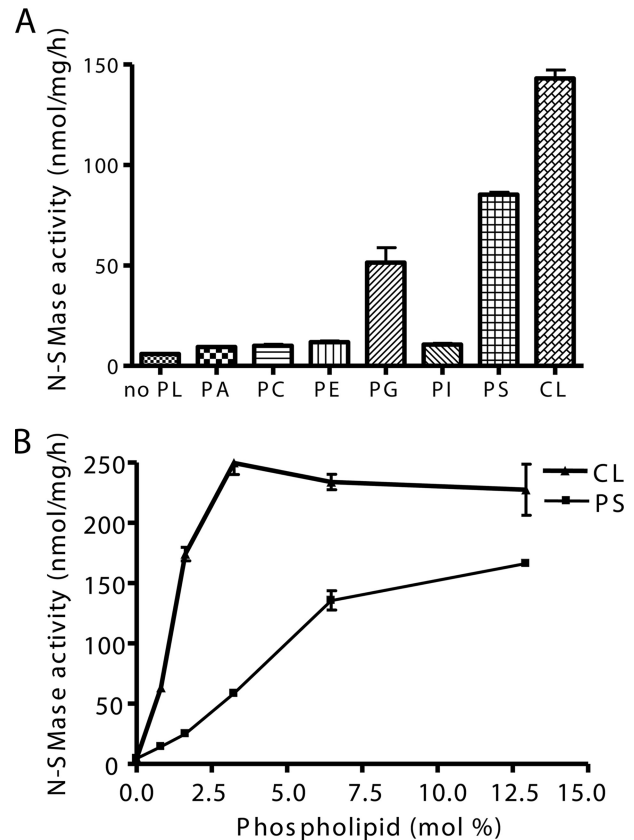 A
N-SMase activity (nmol/mg/h)
150
100
50
0
no PL PA PC PE PG PI PS CL
B
N-SMase activity (nmol/mg/h)
250
200
150
100
50
0
CL
PS
0.0 2.5 5.0 7.5 10.0 12.5 15.0
Phospholipid (mol %)